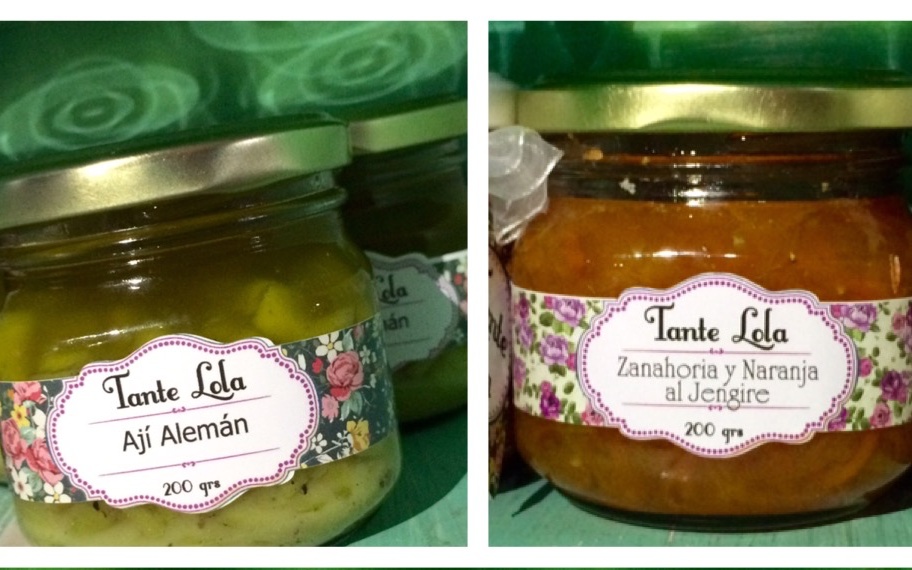 Tante Lola
Ají Alemán
200 grs
Tante Lola
Zanahoria y Naranja
al Jengire
200 grs